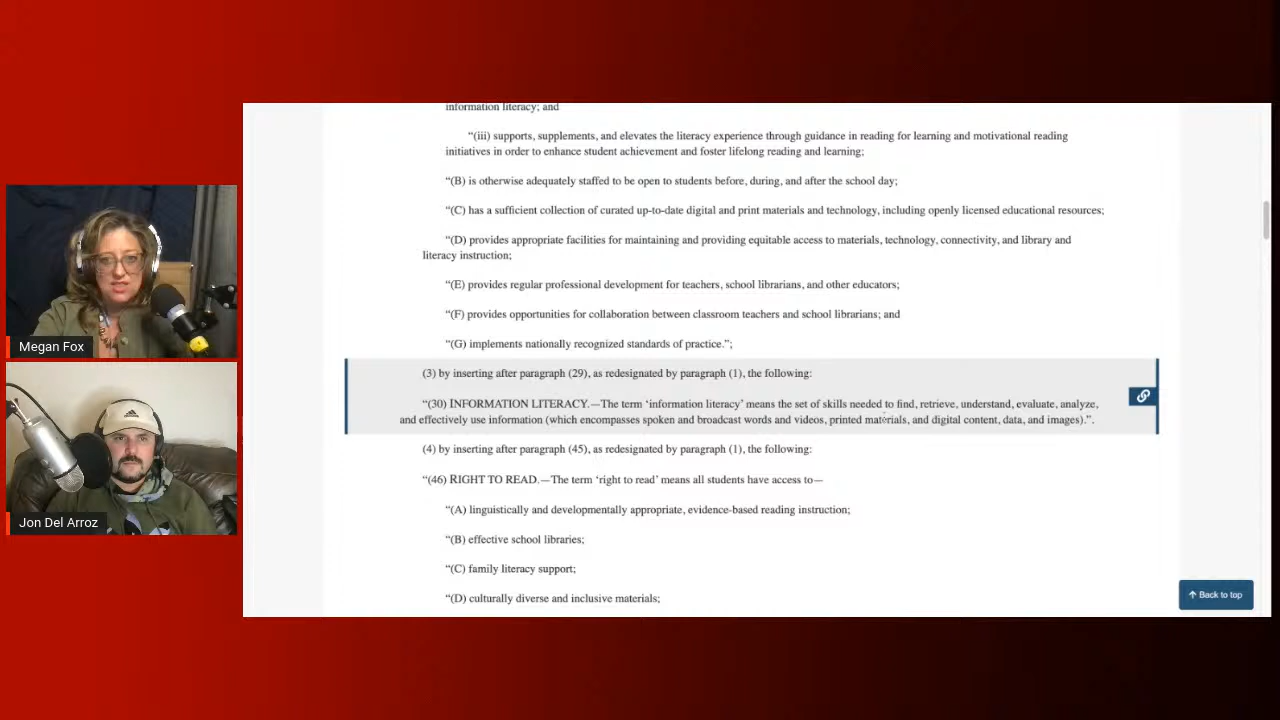 information literacy; and
“(iii) supports, supplements, and elevates the literacy experience through guidance in reading for learning and motivational reading
initiatives in order to enhance student achievement and foster lifelong reading and learning;
“(B) is otherwise adequately staffed to be open to students before, during, and after the school day;
“(C) has a sufficient collection of curated up-to-date digital and print materials and technology, including openly licensed educational resources;
“(D) provides appropriate facilities for maintaining and providing equitable access to materials, technology, connectivity, and library and
literacy instruction;
“(E) provides regular professional development for teachers, school librarians, and other educators;
“(F) provides opportunities for collaboration between classroom teachers and school librarians; and
“(G) implements nationally recognized standards of practice.”;
(3) by inserting after paragraph (29), as redesignated by paragraph (1), the following:
“(30) INFORMATION LITERACY.—The term ‘information literacy’ means the set of skills needed to find, retrieve, understand, evaluate, analyze,
and effectively use information (which encompasses spoken and broadcast words and videos, printed materials, and digital content, data, and images).”.
(4) by inserting after paragraph (45), as redesignated by paragraph (1), the following:
“(46) RIGHT TO READ.—The term ‘right to read’ means all students have access to—
“(A) linguistically and developmentally appropriate, evidence-based reading instruction;
“(B) effective school libraries;
“(C) family literacy support;
“(D) culturally diverse and inclusive materials;
Back to top
Megan Fox
Jon Del Arroz